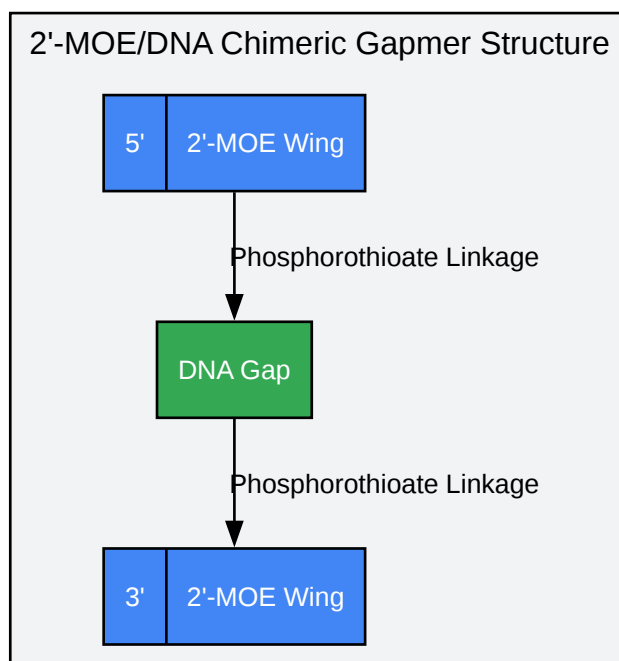 2'-MOE/DNA Chimeric Gapmer Structure
5' 2'-MOE Wing
Phosphorothioate Linkage
DNA Gap
Phosphorothioate Linkage
3' 2'-MOE Wing